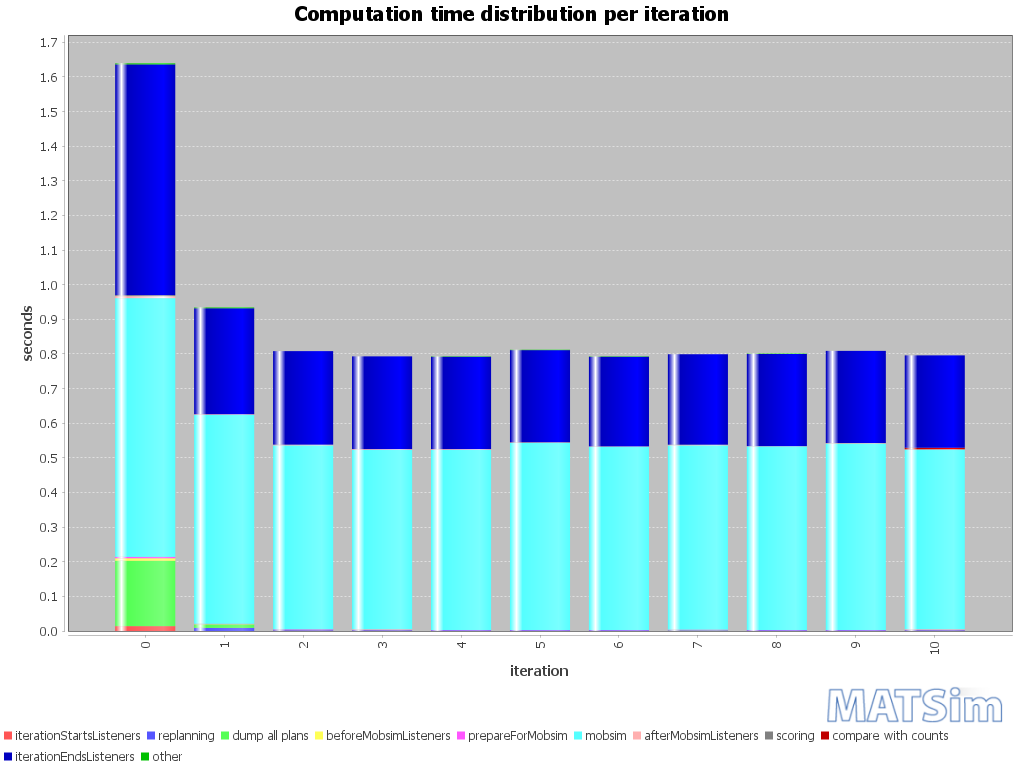 Computation time distribution per iteration
1.7
1.6
1.5
1.4
1.3
1.2
1.1
1.0
0.9
0.8
0.7
0.6
0.5
0.4
0.3
0.2
0.1
0.0
seconds
0 1 2 3 4 5 6 7 8 9 10
iteration
MATSim
iterationStartsListeners replanning dump all plans beforeMobsimListeners prepareForMobsim mobsim afterMobsimListeners scoring compare with counts
iterationEndsListeners other